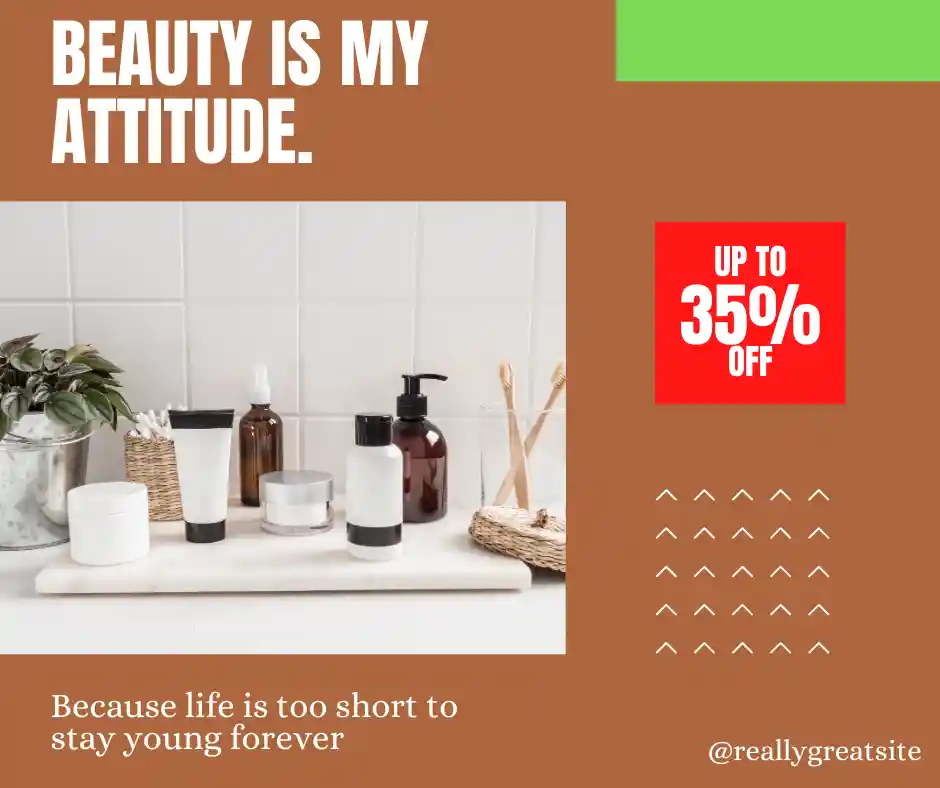 BEAUTY IS MY
ATTITUDE.
UP TO
35%
OFF
Because life is too short to
stay young forever
@reallygreatsite